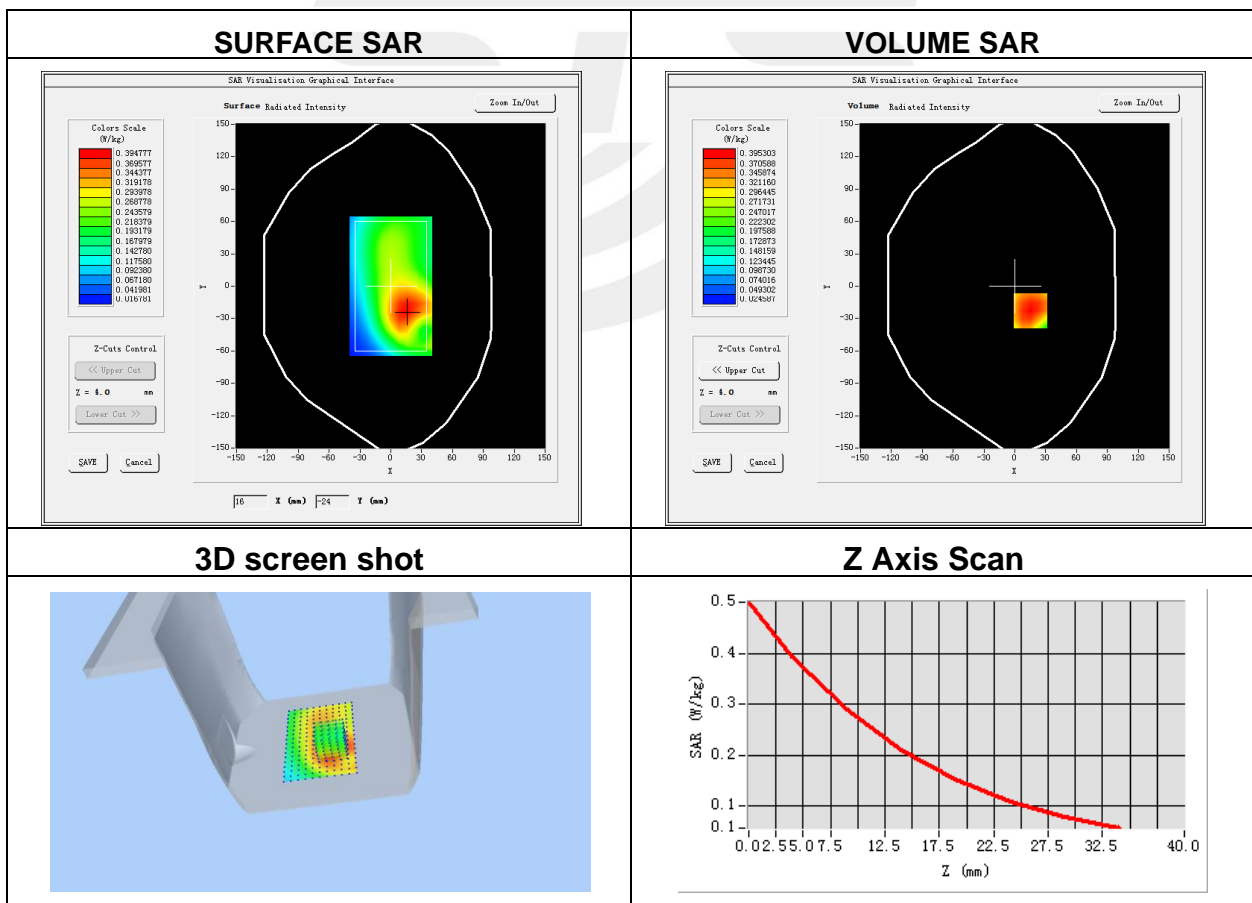 SURFACE SAR
VOLUME SAR
SAR Visualisation Graphical Interface
Surface Radiated Intensity
Zoom In/Out
Colors Scale
(W/kg)
0.394777
0.369577
0.344377
0.319178
0.293978
0.268778
0.243579
0.218379
0.193179
0.167979
0.142780
0.117580
0.092380
0.067180
0.041981
0.016781
150
120
90
60
30
0
-30
-60
-90
-120
-150
Y
-150 -120 -90 -60 -30 0 30 60 90 120 150
X
Z-Cuts Control
<< Upper Cut
Z = 4.0 mm
Lower Cut >>
SAVE Cancel
16 X (mm) -24 Y (mm)
SAR Visualisation Graphical Interface
Volume Radiated Intensity
Zoom In/Out
Colors Scale
(W/kg)
0.395303
0.370588
0.345874
0.321160
0.296445
0.271731
0.247017
0.222302
0.197588
0.172873
0.148159
0.123445
0.098730
0.074016
0.049302
0.024587
150
120
90
60
30
0
-30
-60
-90
-120
-150
Y
-150 -120 -90 -60 -30 0 30 60 90 120 150
X
Z-Cuts Control
<< Upper Cut
Z = 4.0 mm
Lower Cut >>
SAVE Cancel
3D screen shot
Z Axis Scan
0.5
0.4
0.3
0.2
0.1
0.1
SAR (W/kg)
0.0 2.5 5.0 7.5 12.5 17.5 22.5 27.5 32.5 40.0
Z (mm)